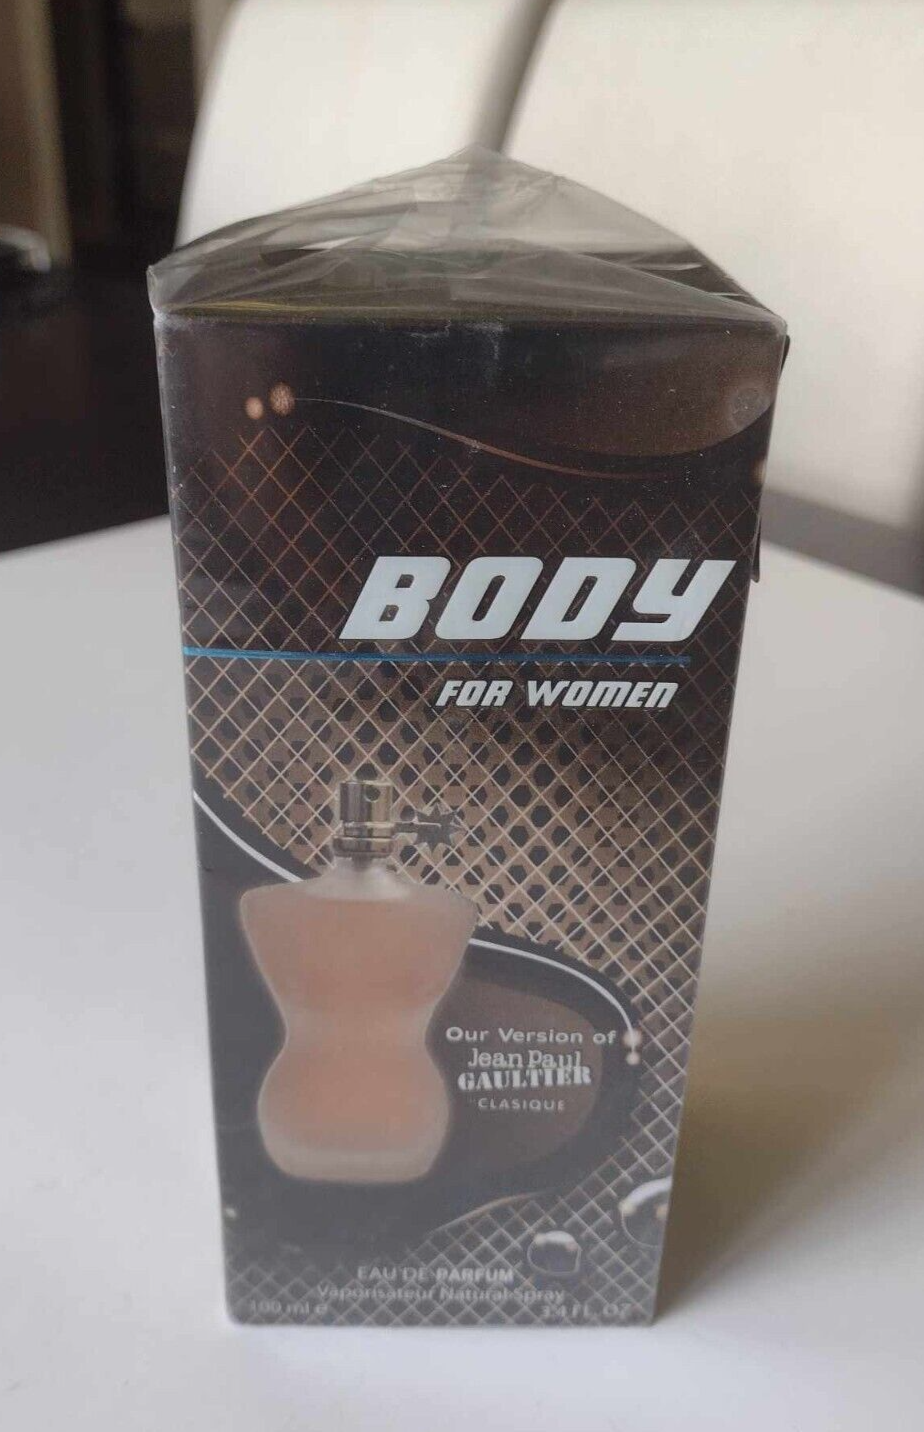 BODY
FOR WOMEN
Our Version of
Jean Paul
GAULTIER
"CLASIQUE
EAU DE PARFUM
Vaporisateur Natural Spray
100 ml e 3.4 FL. OZ